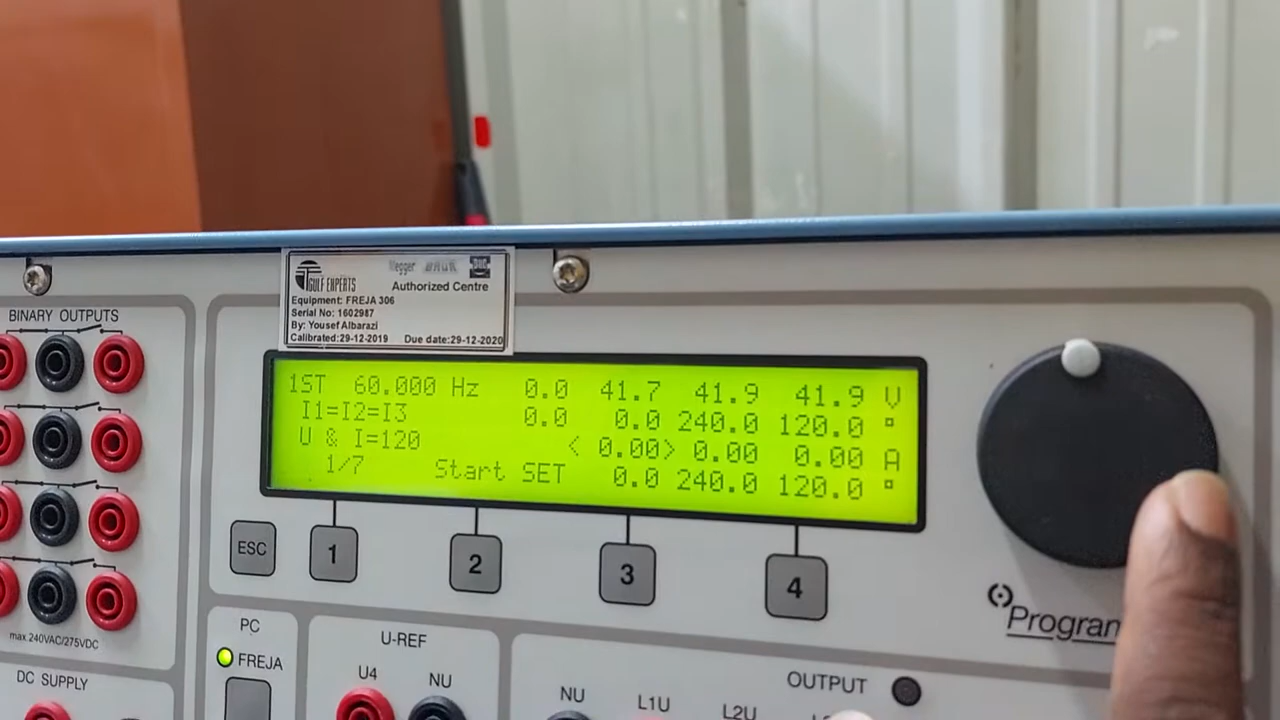 GULF EXPERTS
Megger
Authorized Centre
Equipment: FREJA 306
Serial No: 1602987
By: Yousef Albarazi
Calibrated:29-12-2019 Due date:29-12-2020
BINARY OUTPUTS
1ST 60.000 Hz 0.0 41.7 41.9 41.9 V
I1=I2=I3 0.0 0.0 240.0 120.0 °
U & I=120 < 0.00> 0.00 0.00 A
1/7 Start SET 0.0 240.0 120.0 °
ESC 1 2 3 4
Program
max 240VAC/275VDC
PC
FREJA
U-REF
U4 NU
OUTPUT
NU L1U L2U
DC SUPPLY